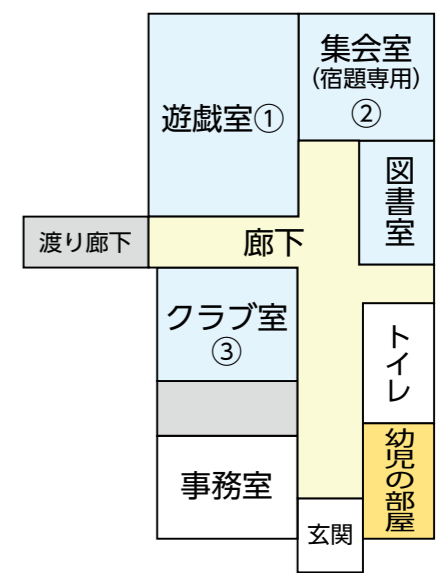 集会室
(宿題専用)
②
遊戯室①
図書室
渡り廊下
廊下
クラブ室
③
トイレ
事務室
幼児の部屋
玄関